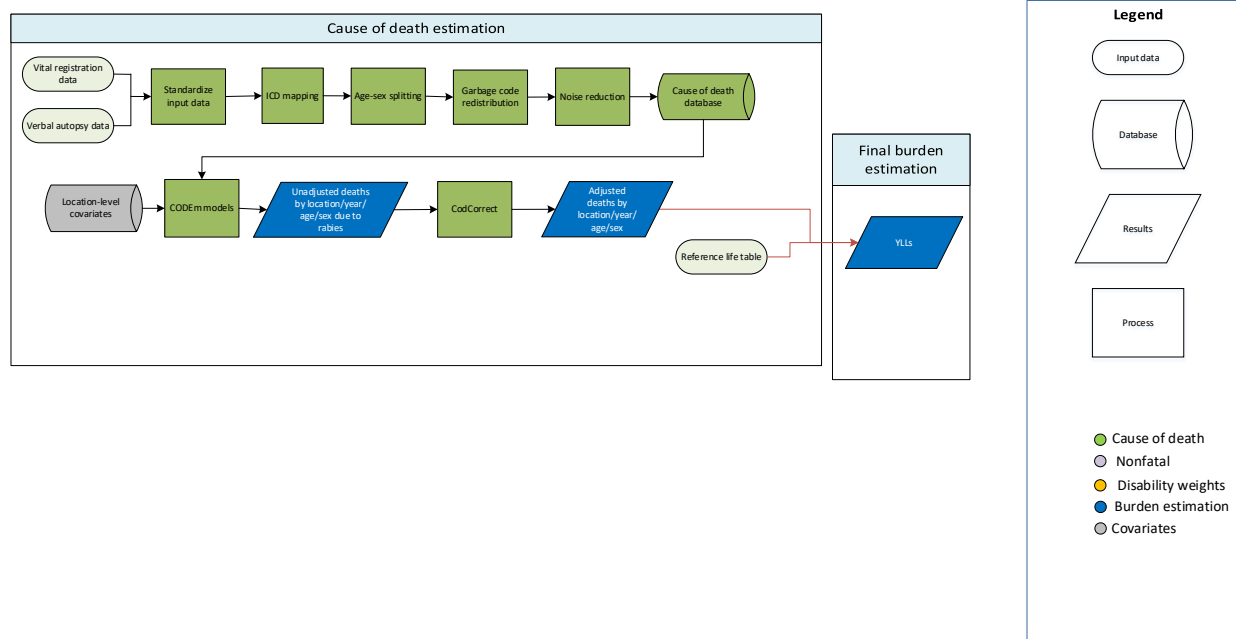 Cause of death estimation
Vital registration
data
Verbal autopsy data
Standardize
input data
ICD mapping
Age-sex splitting
Garbage code
redistribution
Noise reduction
Cause of death
database
Location-level
covariates
CODEm models
Unadjusted deaths
by location/year/
age/sex due to
rabies
CodCorrect
Adjusted
deaths by
location/year/
age/sex
Reference life table
Final burden
estimation
YLLs
Legend
Input data
Database
Results
Process
Cause of death
Nonfatal
Disability weights
Burden estimation
Covariates